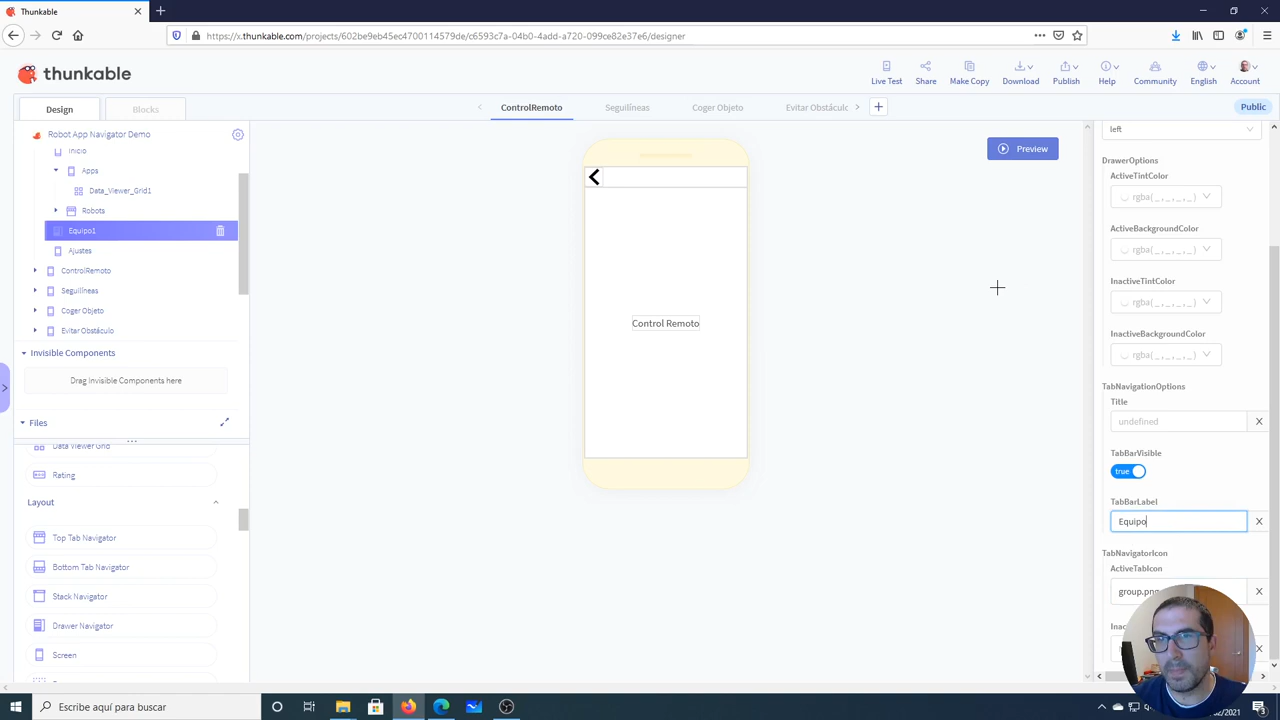 Thunkable
https://x.thunkable.com/projects/602be9eb45ec4700114579de/c6593c7a-04b0-4add-a720-099ce82e37e6/designer
thunkable
Live Test
Share
Make Copy
Download
Publish
Help
Community
English
Account
Design
Blocks
ControlRemoto
Seguilíneas
Coger Objeto
Evitar Obstáculo
Public
Robot App Navigator Demo
Inicio
Apps
Data_Viewer_Grid1
Robots
Equipo1
Ajustes
ControlRemoto
Seguilíneas
Coger Objeto
Evitar Obstáculo
Invisible Components
Drag Invisible Components here
Files
Data Viewer Grid
Rating
Layout
Top Tab Navigator
Bottom Tab Navigator
Stack Navigator
Drawer Navigator
Screen
Control Remoto
Preview
left
DrawerOptions
ActiveTintColor
rgba( _ , _ , _ , _ )
ActiveBackgroundColor
rgba( _ , _ , _ , _ )
InactiveTintColor
rgba( _ , _ , _ , _ )
InactiveBackgroundColor
rgba( _ , _ , _ , _ )
TabNavigationOptions
Title
undefined
TabBarVisible
true
TabBarLabel
Equipo
TabNavigatorIcon
ActiveTabIcon
group.png
Escribe aquí para buscar